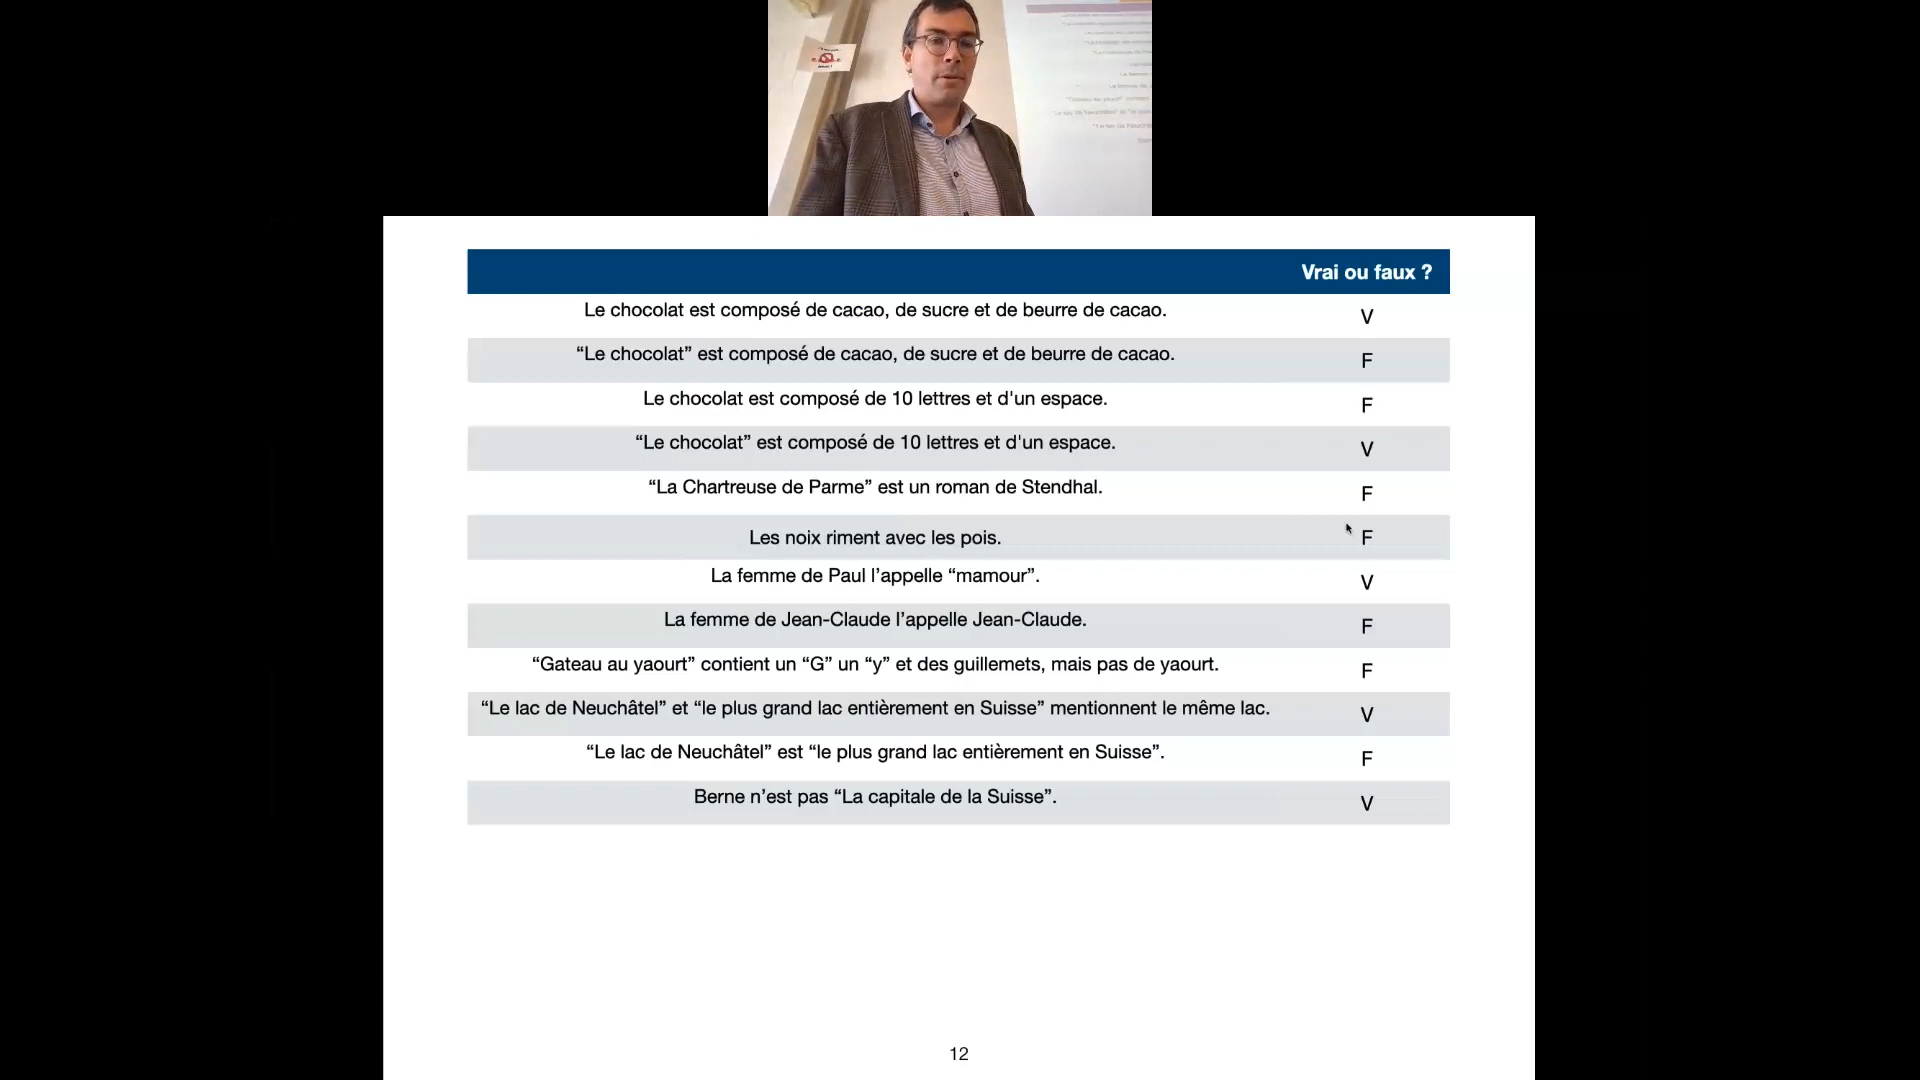 Vrai ou faux ?
Le chocolat est composé de cacao, de sucre et de beurre de cacao. V
“Le chocolat” est composé de cacao, de sucre et de beurre de cacao. F
Le chocolat est composé de 10 lettres et d'un espace. F
“Le chocolat” est composé de 10 lettres et d'un espace. V
“La Chartreuse de Parme” est un roman de Stendhal. F
Les noix riment avec les pois. F
La femme de Paul l’appelle “mamour”. V
La femme de Jean-Claude l’appelle Jean-Claude. F
“Gateau au yaourt” contient un “G” un “y” et des guillemets, mais pas de yaourt. F
“Le lac de Neuchâtel” et “le plus grand lac entièrement en Suisse” mentionnent le même lac. V
“Le lac de Neuchâtel” est “le plus grand lac entièrement en Suisse”. F
Berne n’est pas “La capitale de la Suisse”. V
12